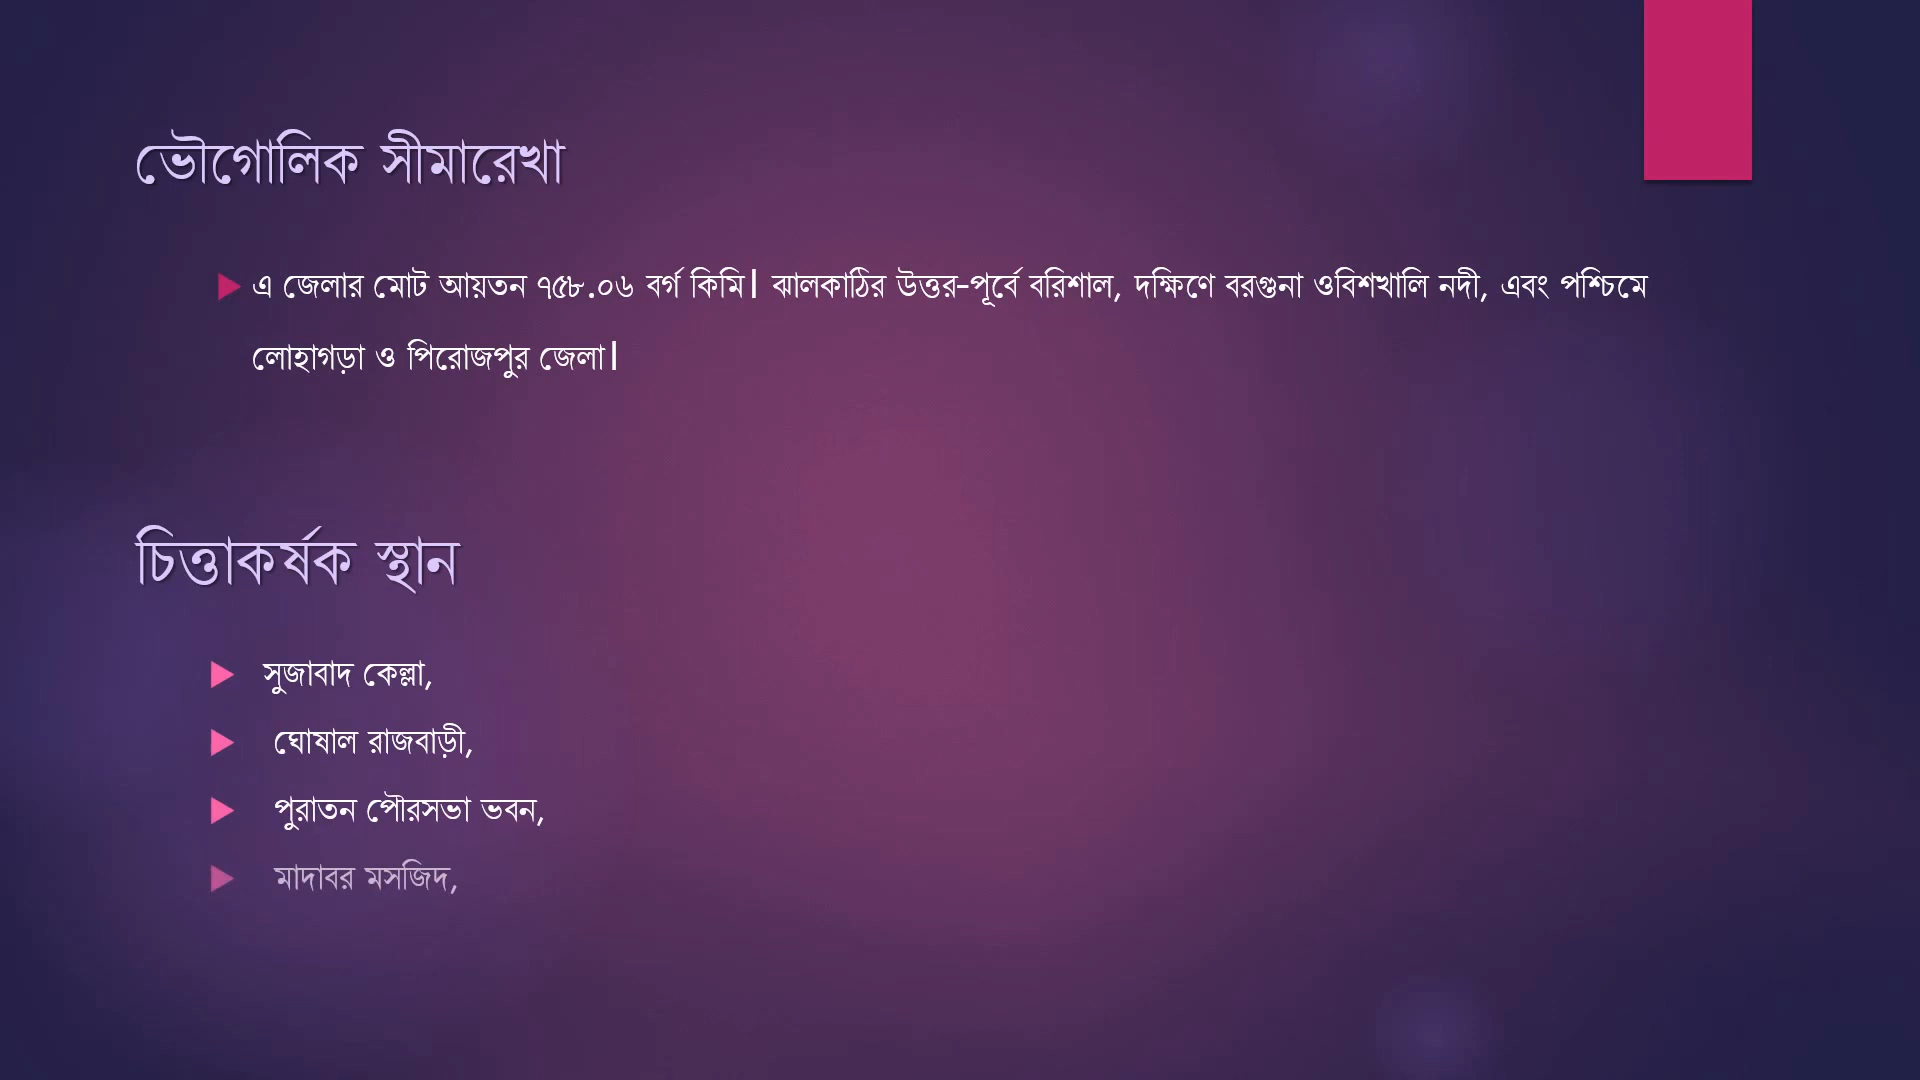 ভৌগোলিক সীমারেখা
এ জেলার মোট আয়তন ৭৫৮.০৬ বর্গ কিমি। ঝালকাঠির উত্তর-পূর্বে বরিশাল, দক্ষিণে বরগুনা ওবিশখালি নদী, এবং পশ্চিমে
লোহাগড়া ও পিরোজপুর জেলা।
চিত্তাকর্ষক স্থান
সুজাবাদ কেল্লা,
ঘোষাল রাজবাড়ী,
পুরাতন পৌরসভা ভবন,
মাদাবর মসজিদ,